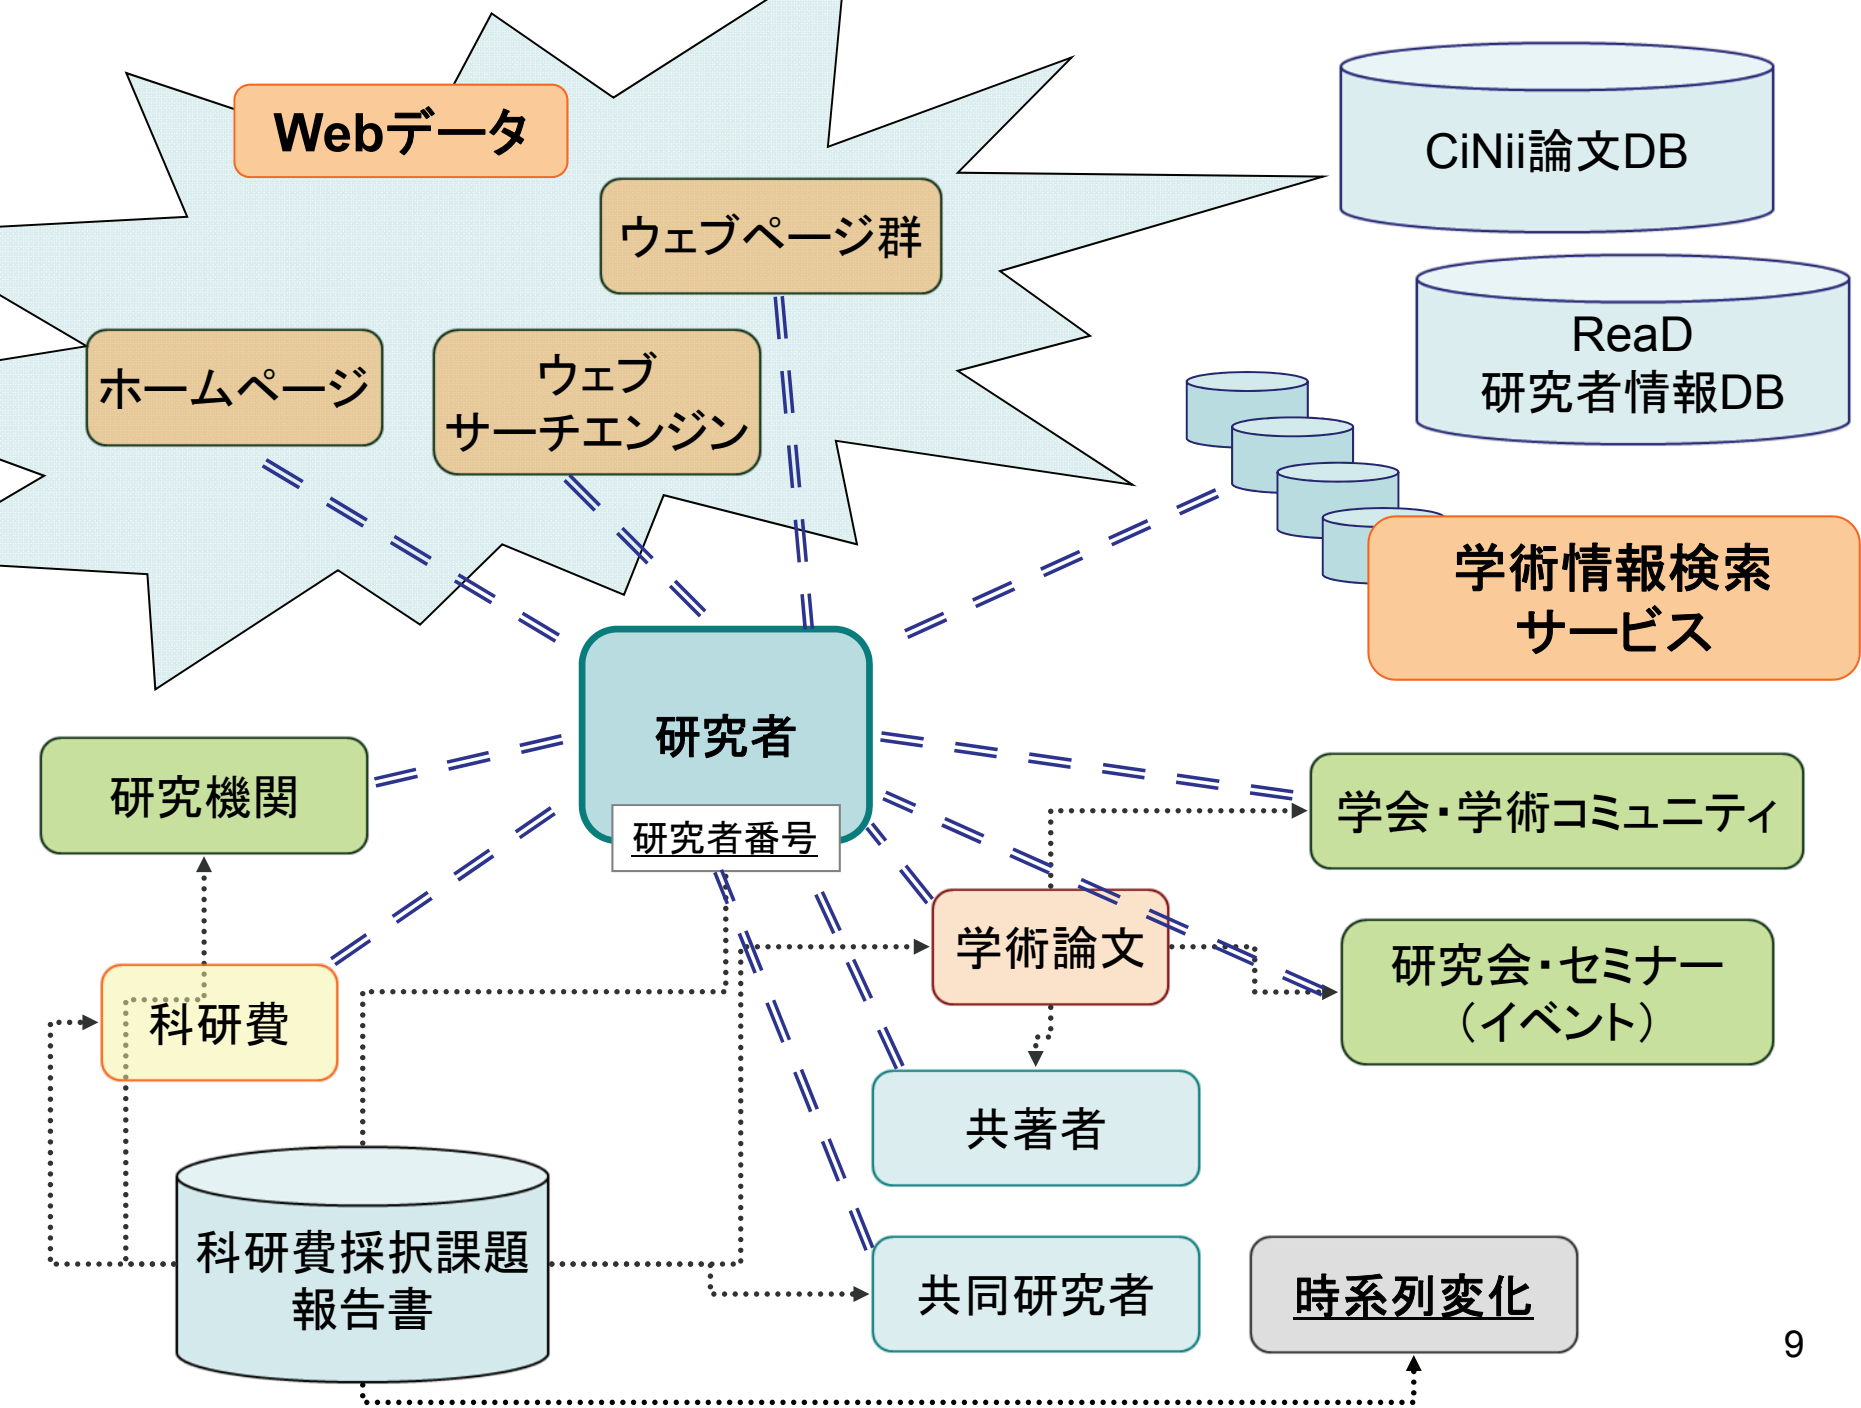 Webデータ
CiNii論文DB
ウェブページ群
ReaD
研究者情報DB
ホームページ
ウェブ
サーチエンジン
学術情報検索
サービス
研究者
研究者番号
研究機関
学会・学術コミュニティ
学術論文
研究会・セミナー
（イベント）
科研費
共著者
科研費採択課題
報告書
共同研究者
時系列変化
9